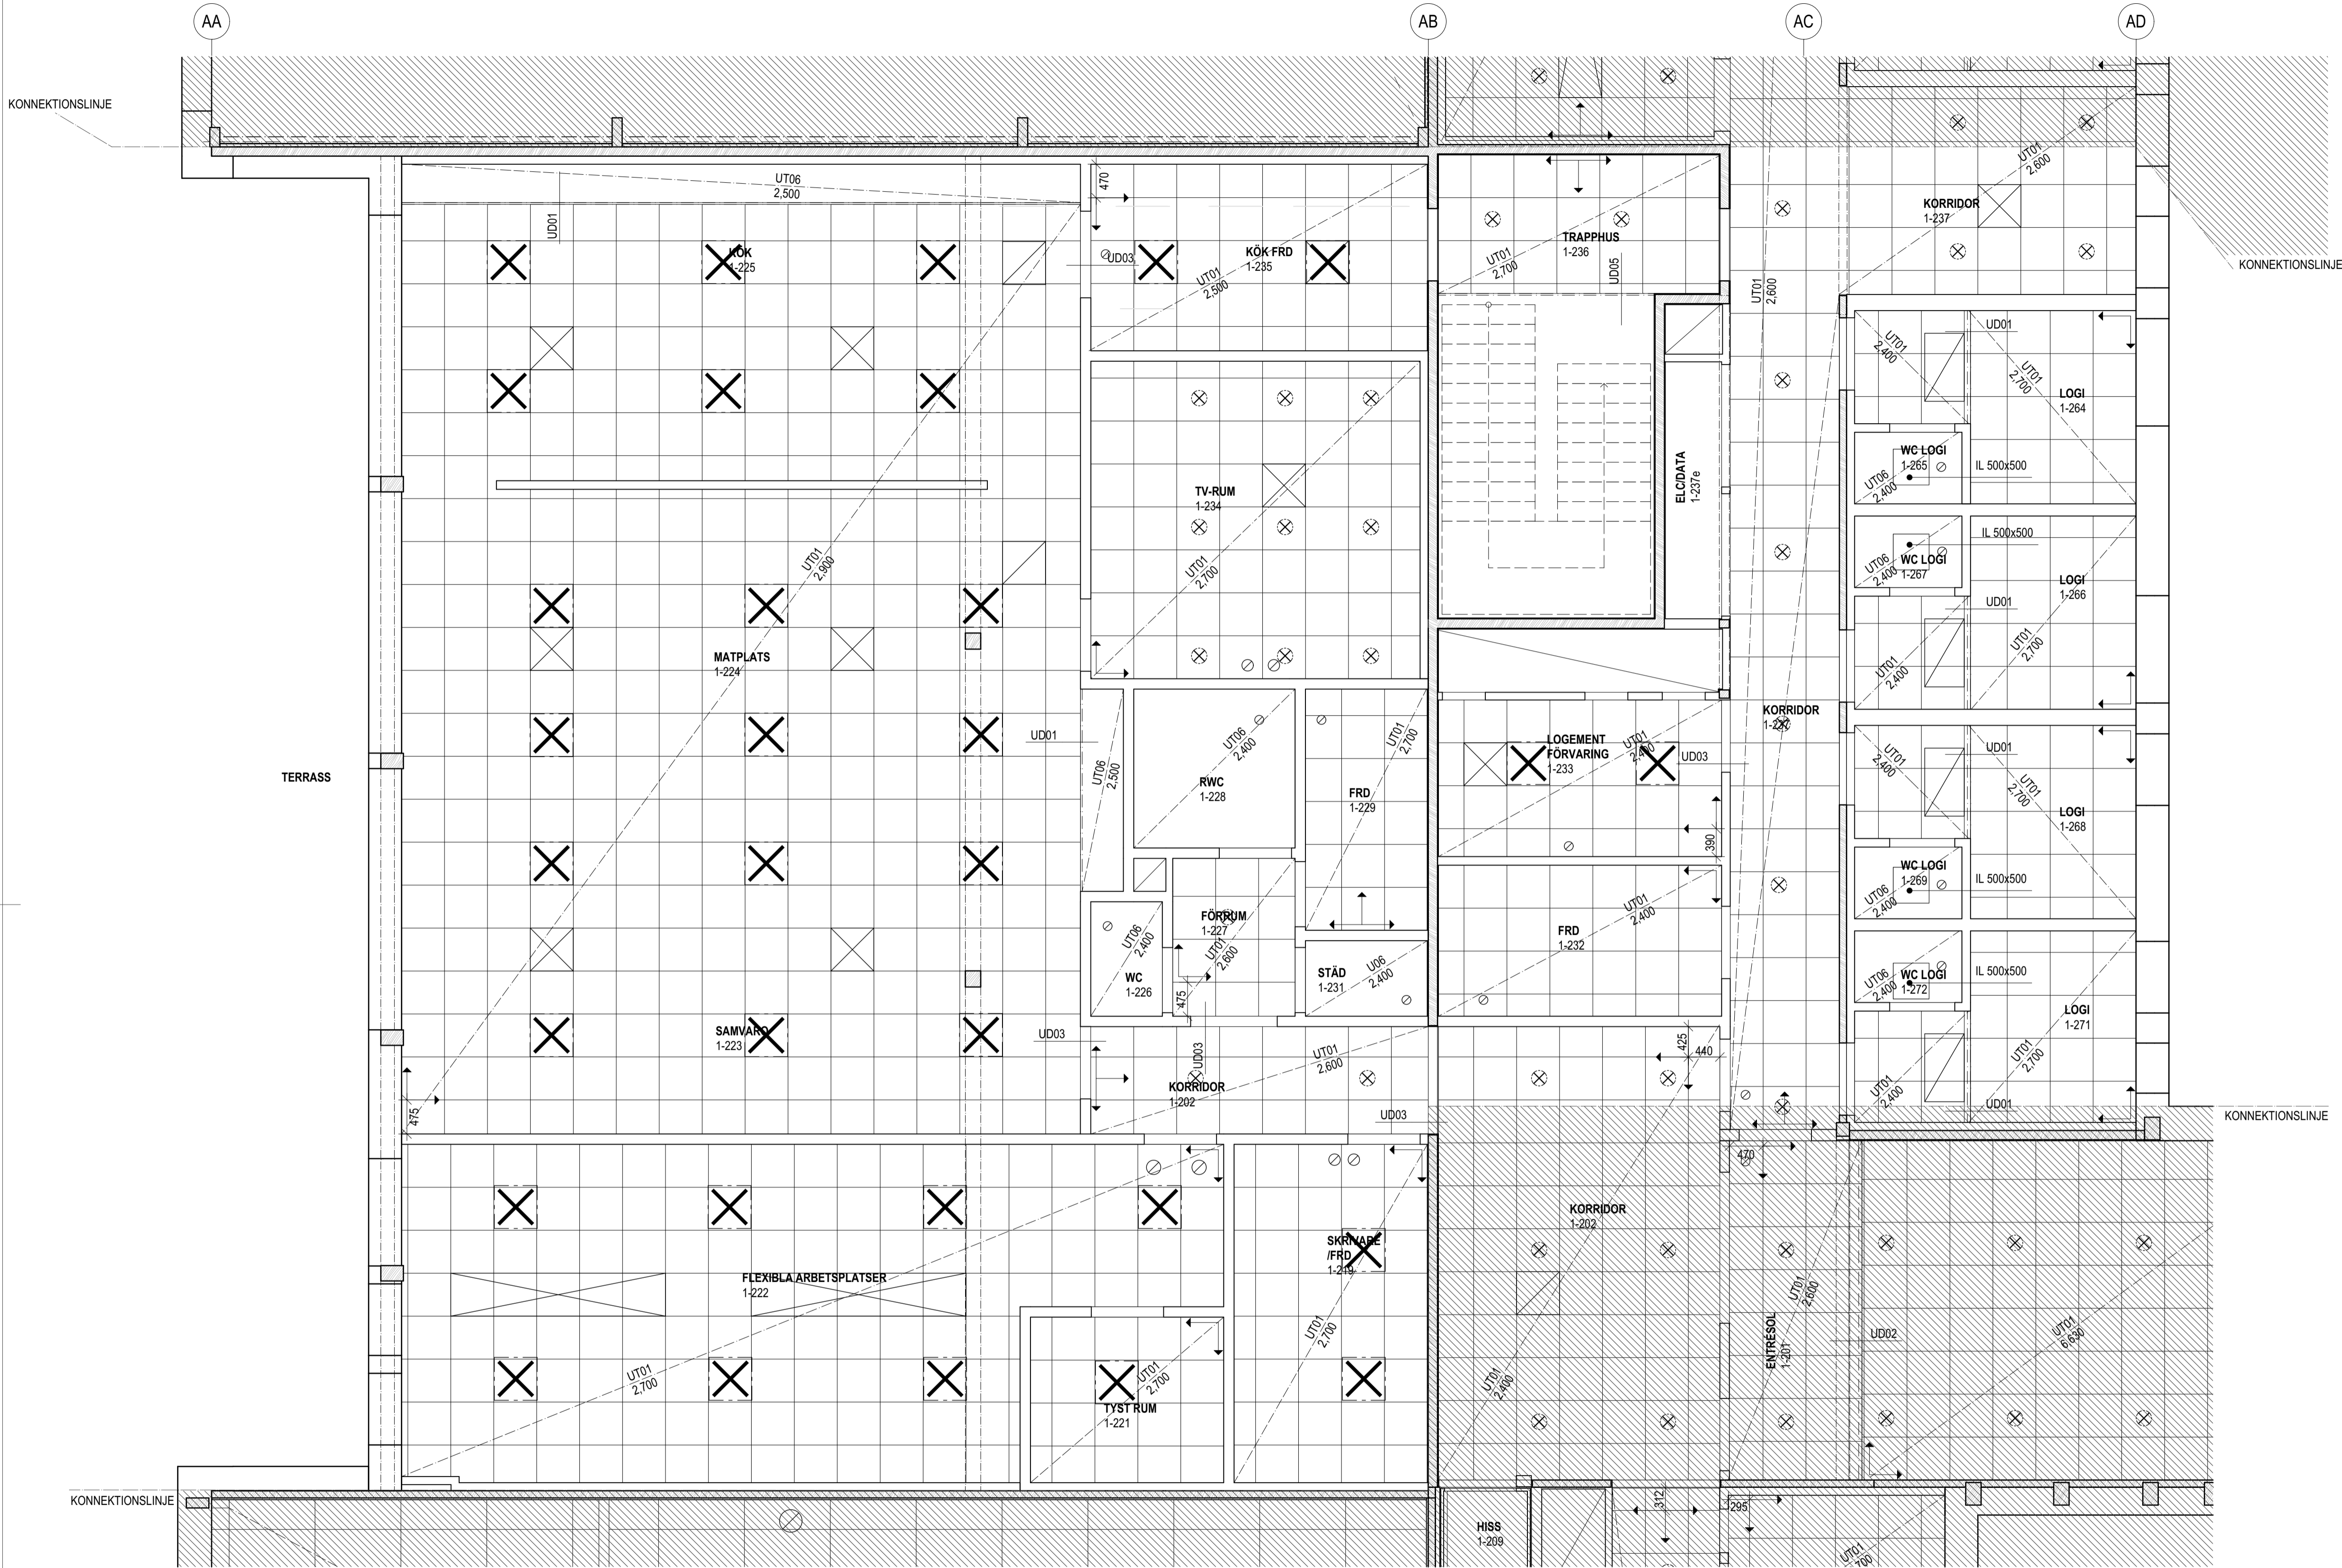 AA
AB
AC
AD
KONNEKTIONSLINJE
UT06
2,500
UD01
470
KÖK
1-225
UD03
KÖK FRD
1-235
UT01
2,500
TRAPPHUS
1-236
UT01
2,700
UD05
UT01
2,600
UT01
2,600
KORRIDOR
1-237
KONNEKTIONSLINJE
UT01
2,400
UD01
UT01
2,700
LOGI
1-264
WC LOGI
1-265
UT06
2,400
IL 500x500
TV-RUM
1-234
UT01
2,700
ELC/DATA
1-237e
UT01
2,900
IL 500x500
WC LOGI
1-267
UT06
2,400
LOGI
1-266
UD01
UT01
2,400
UT01
2,700
MATPLATS
1-224
TERRASS
UD01
UT06
2,500
UT06
2,400
RWC
1-228
UT01
2,700
FRD
1-229
LOGEMENT
FÖRVARING
1-233
UT01
2,400
UD03
390
KORRIDOR
1-237
UT01
2,400
UD01
UT01
2,700
LOGI
1-268
WC LOGI
1-269
UT06
2,400
IL 500x500
FÖRRUM
1-227
UT01
2,600
UT06
2,400
WC
1-226
475
STÄD
1-231
U06
2,400
FRD
1-232
UT01
2,400
WC LOGI
1-272
UT06
2,400
IL 500x500
LOGI
1-271
UT01
2,700
UT01
2,400
UD01
SAMVARO
1-223
UD03
UD03
KORRIDOR
1-202
UT01
2,600
UD03
425
440
475
KONNEKTIONSLINJE
470
FLEXIBLA ARBETSPLATSER
1-222
UT01
2,700
SKRIVARE
/FRD
1-219
UT01
2,700
TYST RUM
1-221
UT01
2,700
KORRIDOR
1-202
UT01
2,400
ENTRÉSOL
1-201
UT01
2,600
UD02
UT01
6,630
KONNEKTIONSLINJE
HISS
1-209
312
295
UT01